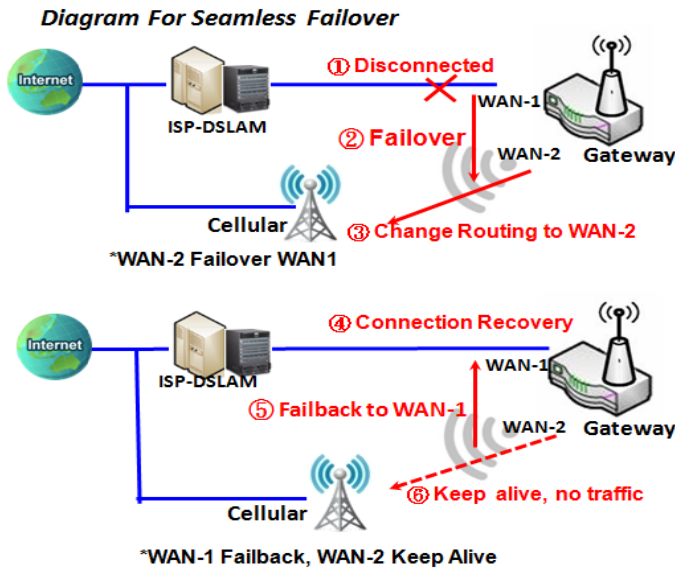 Diagram For Seamless Failover
Internet
ISP-DSLAM
① Disconnected
WAN-1
② Failover
WAN-2
Gateway
Cellular
③ Change Routing to WAN-2
*WAN-2 Failover WAN1
④ Connection Recovery
Internet
ISP-DSLAM
WAN-1
⑤ Failback to WAN-1
WAN-2
Gateway
⑥ Keep alive, no traffic
Cellular
*WAN-1 Failback, WAN-2 Keep Alive